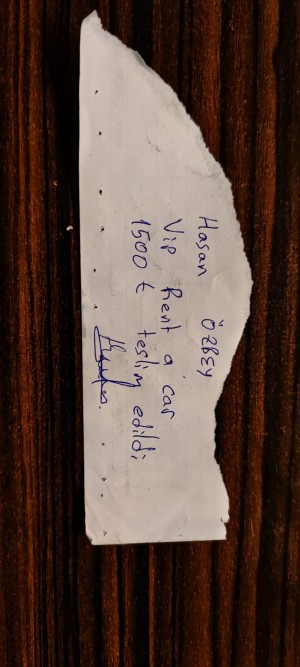 Hasan ÖZBEY
Vip Rent a car
1500 t teslim edildi